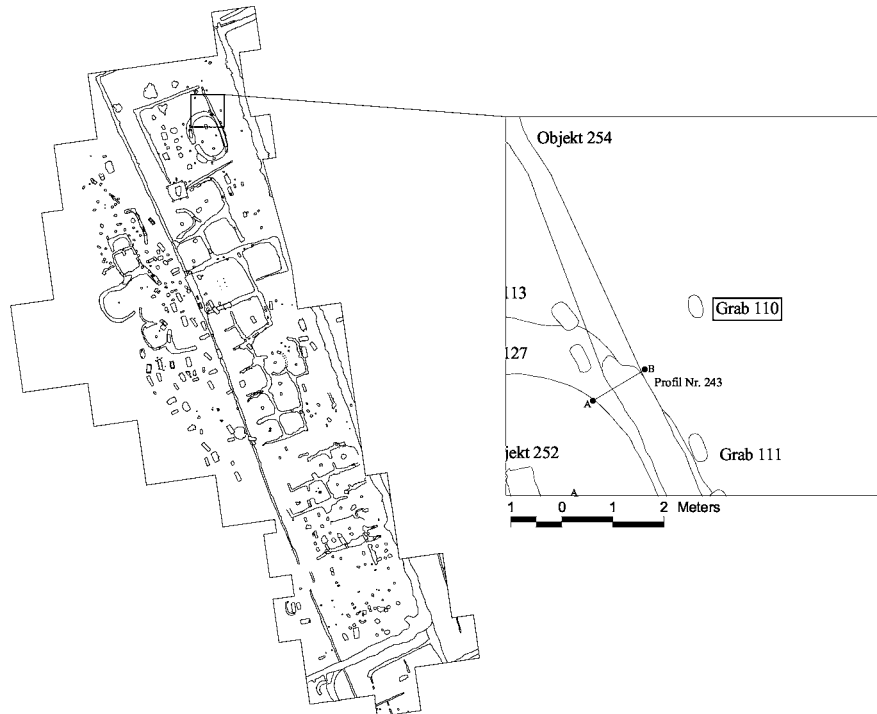 Objekt 254
113
Grab 110
127
B
Profil Nr. 243
A
jekt 252
Grab 111
A
1 0 1 2 Meters